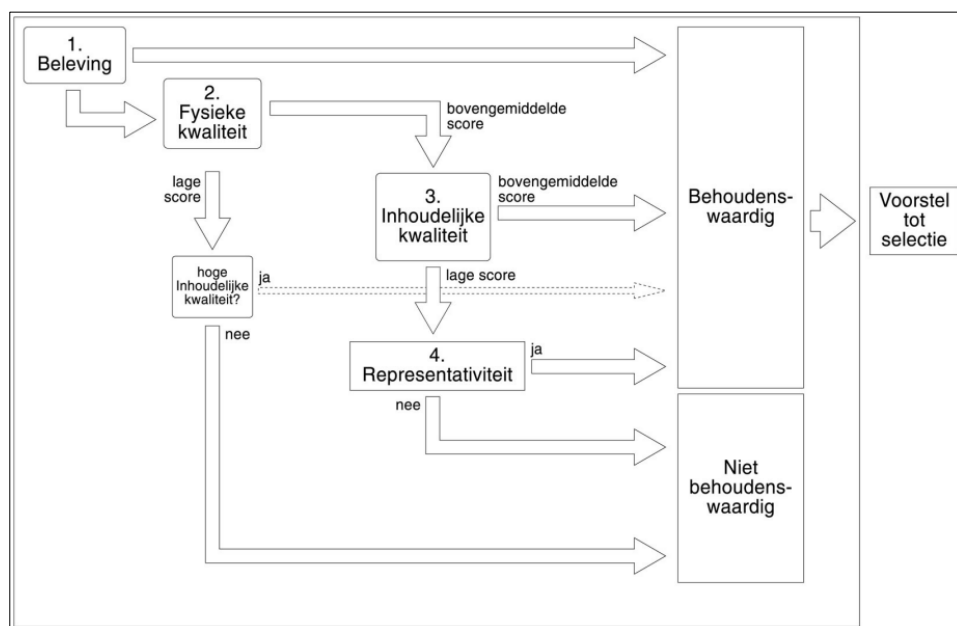 1.
Beleving
2.
Fysieke
kwaliteit
bovengemiddelde
score
lage
score
3.
Inhoudelijke
kwaliteit
bovengemiddelde
score
Behoudens-
waardig
Voorstel
tot
selectie
hoge
Inhoudelijke
kwaliteit?
ja
lage score
nee
4.
Representativiteit
ja
nee
Niet
behoudens-
waardig